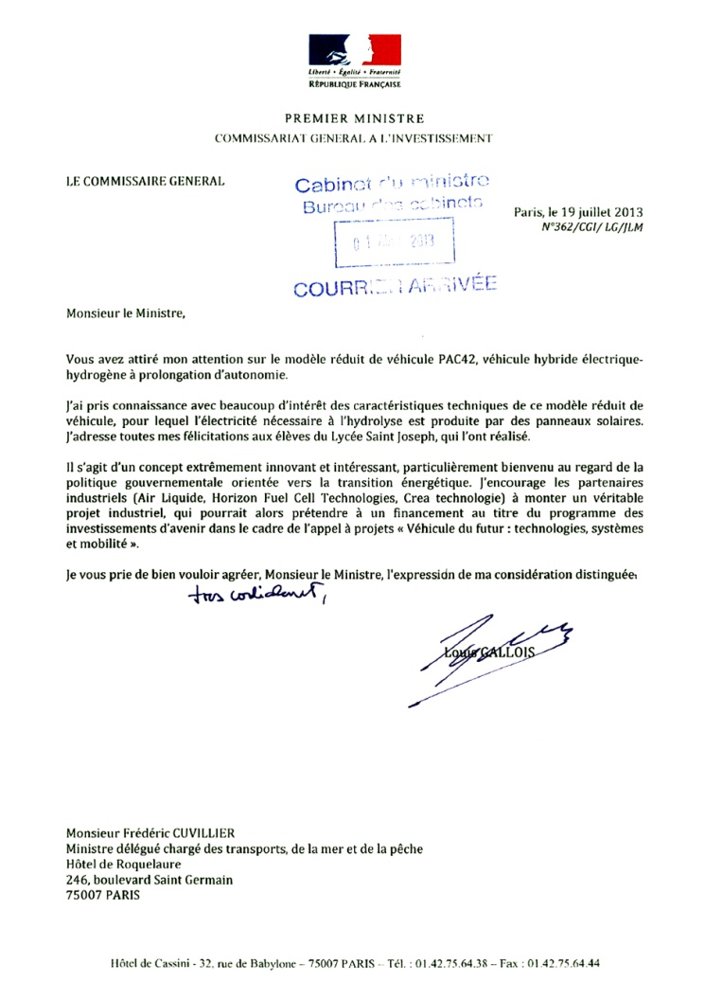 Liberté • Égalité • Fraternité
RÉPUBLIQUE FRANÇAISE
PREMIER MINISTRE
COMMISSARIAT GENERAL A L'INVESTISSEMENT
LE COMMISSAIRE GENERAL
Cabinet du ministre
Bureau des cabinets
01 2013
COURRIER ARRIVÉE
Paris, le 19 juillet 2013
N°362/CGI/ LG/JLM
Monsieur le Ministre,
Vous avez attiré mon attention sur le modèle réduit de véhicule PAC42, véhicule hybride électrique-
hydrogène à prolongation d'autonomie.
J'ai pris connaissance avec beaucoup d'intérêt des caractéristiques techniques de ce modèle réduit de
véhicule, pour lequel l'électricité nécessaire à l'hydrolyse est produite par des panneaux solaires.
J'adresse toutes mes félicitations aux élèves du Lycée Saint Joseph, qui l'ont réalisé.
Il s'agit d'un concept extrêmement innovant et intéressant, particulièrement bienvenu au regard de la
politique gouvernementale orientée vers la transition énergétique. J'encourage les partenaires
industriels (Air Liquide, Horizon Fuel Cell Technologies, Crea technologie) à monter un véritable
projet industriel, qui pourrait alors prétendre à un financement au titre du programme des
investissements d'avenir dans le cadre de l'appel à projets « Véhicule du futur : technologies, systèmes
et mobilité ».
Je vous prie de bien vouloir agréer, Monsieur le Ministre, l'expression de ma considération distinguée,
très cordialement,
Louis GALLOIS
Monsieur Frédéric CUVILLIER
Ministre délégué chargé des transports, de la mer et de la pêche
Hôtel de Roquelaure
246, boulevard Saint Germain
75007 PARIS
Hôtel de Cassini - 32, rue de Babylone – 75007 PARIS – Tél. : 01.42.75.64.38 – Fax : 01.42.75.64.44